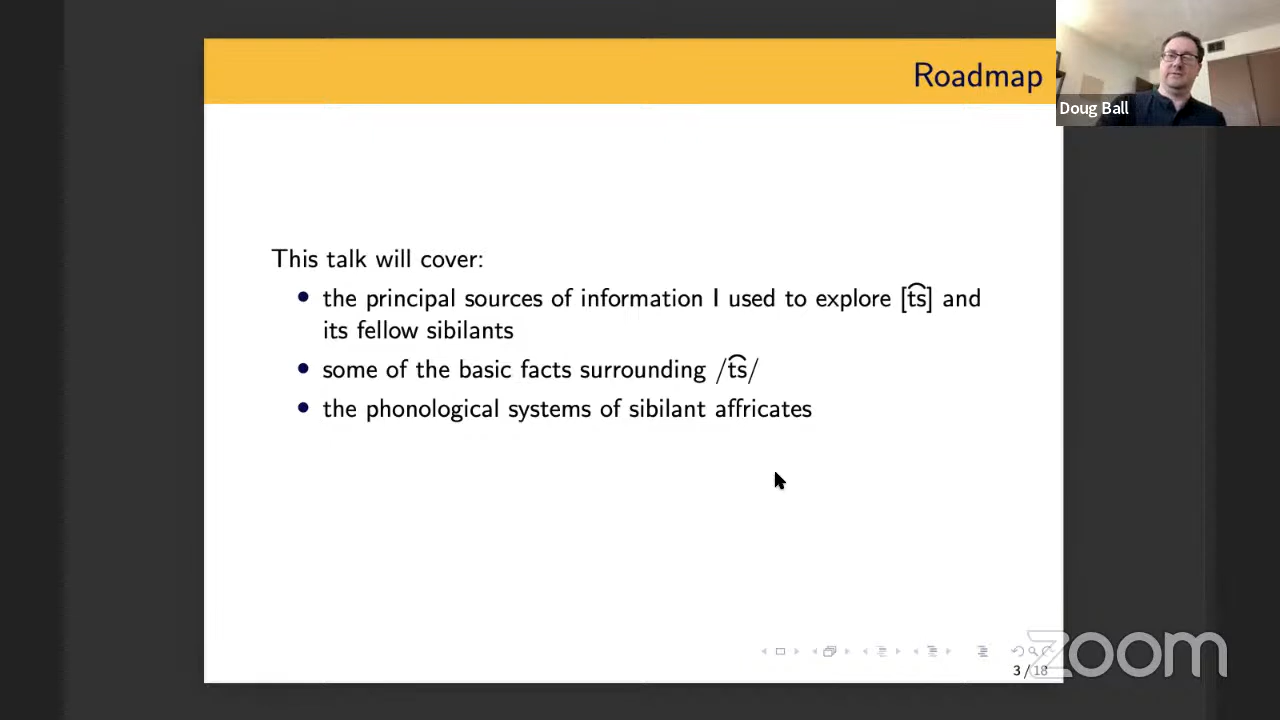 Roadmap
Doug Ball
This talk will cover:
• the principal sources of information I used to explore [t͡s] and
its fellow sibilants
• some of the basic facts surrounding /t͡s/
• the phonological systems of sibilant affricates
zoom
3 / 18